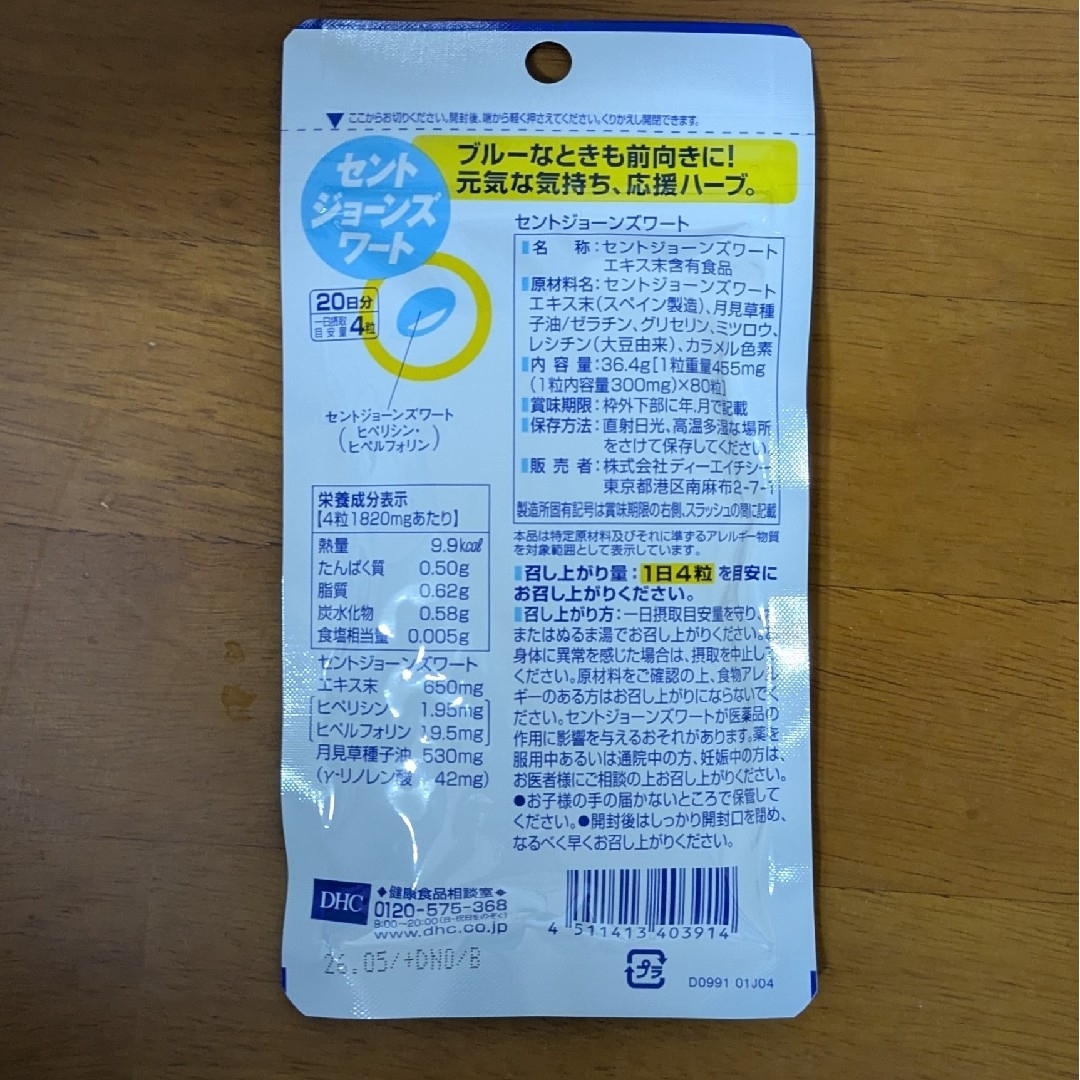 ▼ここからお切りください。開封後、端から軽く押さえてください。くりかえし開閉できます。
セント
ジョーンズ
ワート
ブルーなときも前向きに!
元気な気持ち、応援ハーブ。
20日分
一日摂取
目安量 4粒
セントジョーンズワート
(ヒペリシン・
ヒペルフォリン)
栄養成分表示
[4粒1820mgあたり]
熱量 9.9kcal
たんぱく質 0.50g
脂質 0.62g
炭水化物 0.58g
食塩相当量 0.005g
セントジョーンズワート
エキス末 650mg
[ヒペリシン 1.95mg]
[ヒペルフォリン 19.5mg]
月見草種子油 530mg
(γ-リノレン酸 42mg)
セントジョーンズワート
名 称:セントジョーンズワート
エキス末含有食品
原材料名:セントジョーンズワート
エキス末(スペイン製造)、月見草種
子油/ゼラチン、グリセリン、ミツロウ、
レシチン(大豆由来)、カラメル色素
内容量:36.4g[1粒重量455mg
(1粒内容量300mg)×80粒]
賞味期限:枠外下部に年.月で記載
保存方法:直射日光、高温多湿な場所
をさけて保存してください。
販売者:株式会社ディーエイチシー
東京都港区南麻布2-7-1
製造所固有記号は賞味期限の右側、スラッシュの間に記載
本品は特定原材料及びそれに準ずるアレルギー物質
を対象範囲として表示しています。
召し上がり量:1日4粒を目安に
お召し上がりください。
召し上がり方:一日摂取目安量を守り、
またはぬるま湯でお召し上がりください。
身体に異常を感じた場合は、摂取を中止して
ください。原材料をご確認の上、食物アレル
ギーのある方はお召し上がりにならないでく
ださい。セントジョーンズワートが医薬品の
作用に影響を与えるおそれがあります。薬を
服用中あるいは通院中の方、妊娠中の方は、
お医者様にご相談の上お召し上がりください。
●お子様の手の届かないところで保管して
ください。●開封後はしっかり開封口を閉め、
なるべく早くお召し上がりください。
DHC
◆健康食品相談室◆
0120-575-368
9:00~20:00(日・祝日をのぞく)
www.dhc.co.jp
26.05/+DNO/B
4 511413 403914
プラ
D0991 01J04